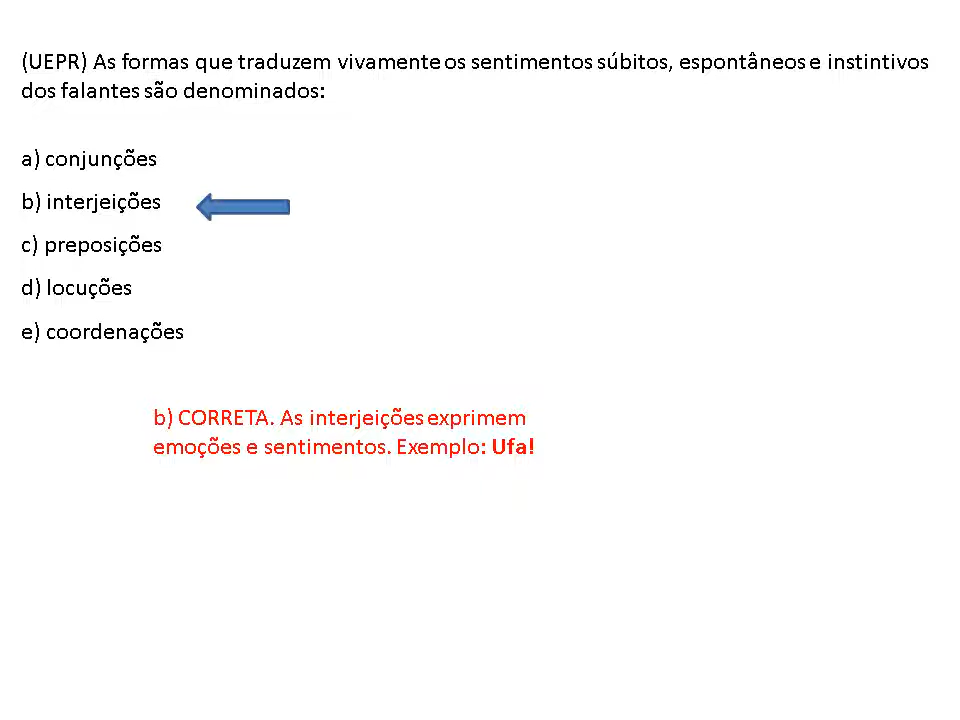 (UEPR) As formas que traduzem vivamente os sentimentos súbitos, espontâneos e instintivos
dos falantes são denominados:
a) conjunções
b) interjeições
c) preposições
d) locuções
e) coordenações
b) CORRETA. As interjeições exprimem
emoções e sentimentos. Exemplo: Ufa!